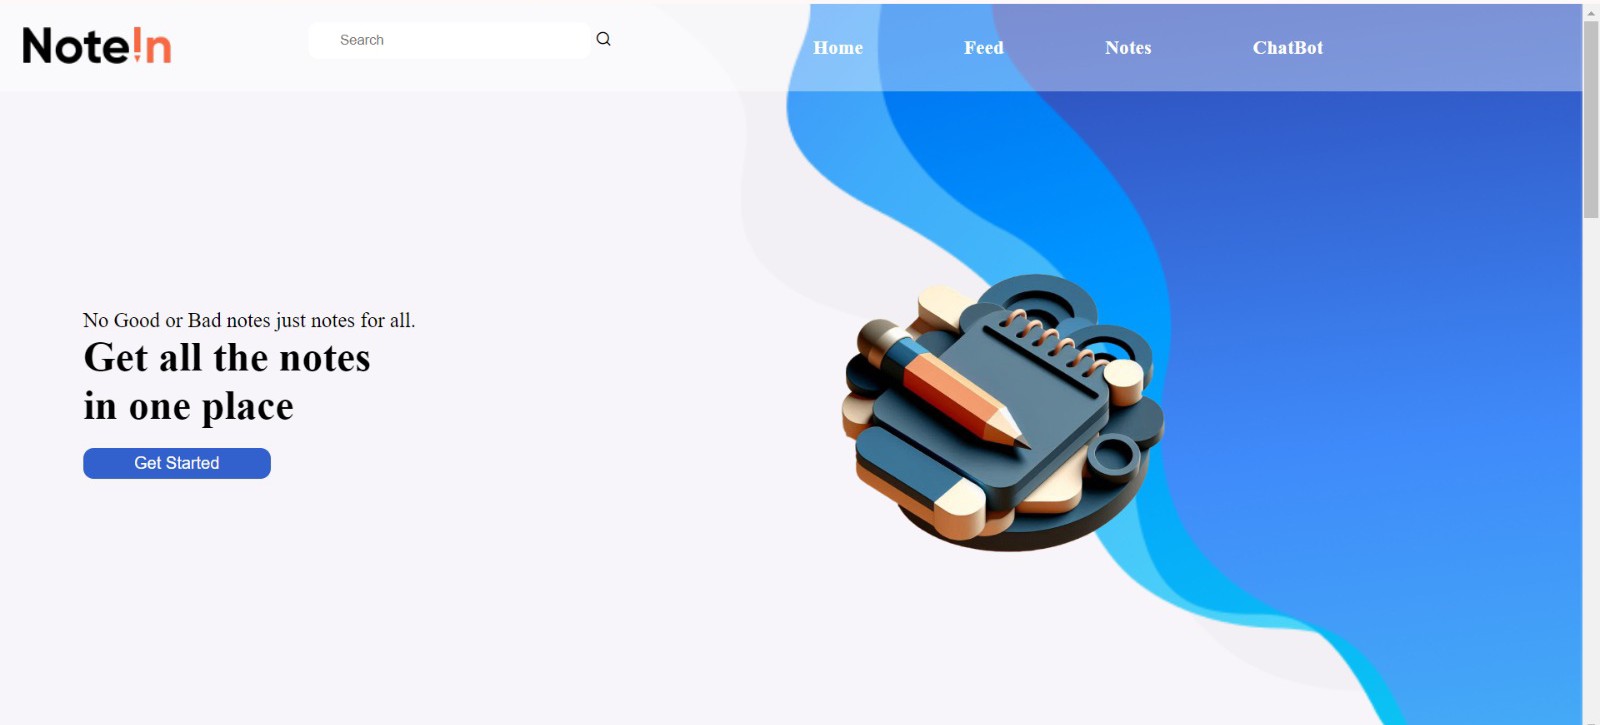 Note!n
Search
Home
Feed
Notes
ChatBot
No Good or Bad notes just notes for all.
Get all the notes
in one place
Get Started